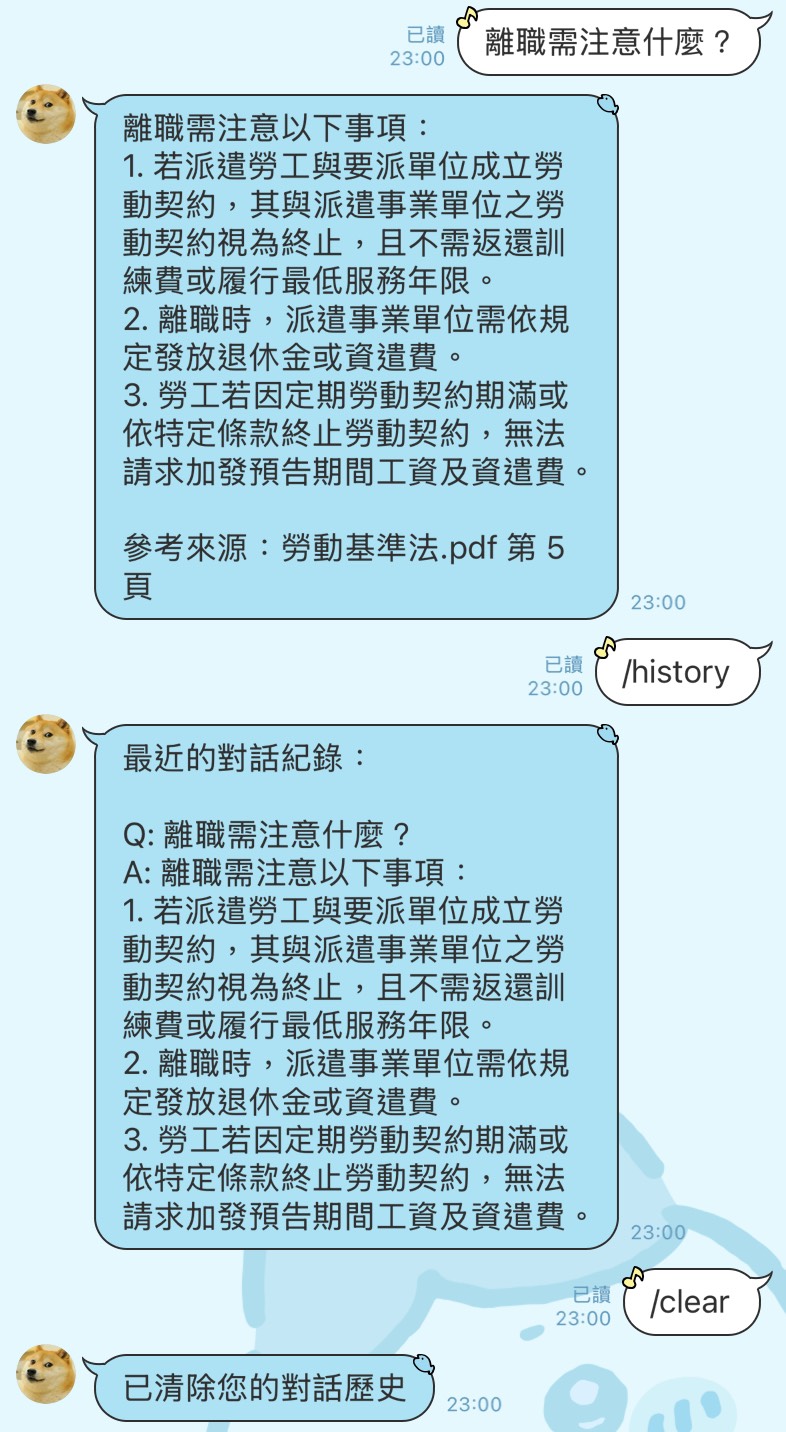 離職需注意什麼？
已讀
23:00
離職需注意以下事項：
1. 若派遣勞工與要派單位成立勞
動契約，其與派遣事業單位之勞
動契約視為終止，且不需返還訓
練費或履行最低服務年限。
2. 離職時，派遣事業單位需依規
定發放退休金或資遣費。
3. 勞工若因定期勞動契約期滿或
依特定條款終止勞動契約，無法
請求加發預告期間工資及資遣費。
參考來源：勞動基準法.pdf 第 5
頁
23:00
已讀
23:00
/history
最近的對話紀錄：
Q: 離職需注意什麼？
A: 離職需注意以下事項：
1. 若派遣勞工與要派單位成立勞
動契約，其與派遣事業單位之勞
動契約視為終止，且不需返還訓
練費或履行最低服務年限。
2. 離職時，派遣事業單位需依規
定發放退休金或資遣費。
3. 勞工若因定期勞動契約期滿或
依特定條款終止勞動契約，無法
請求加發預告期間工資及資遣費。
23:00
已讀
23:00
/clear
已清除您的對話歷史
23:00